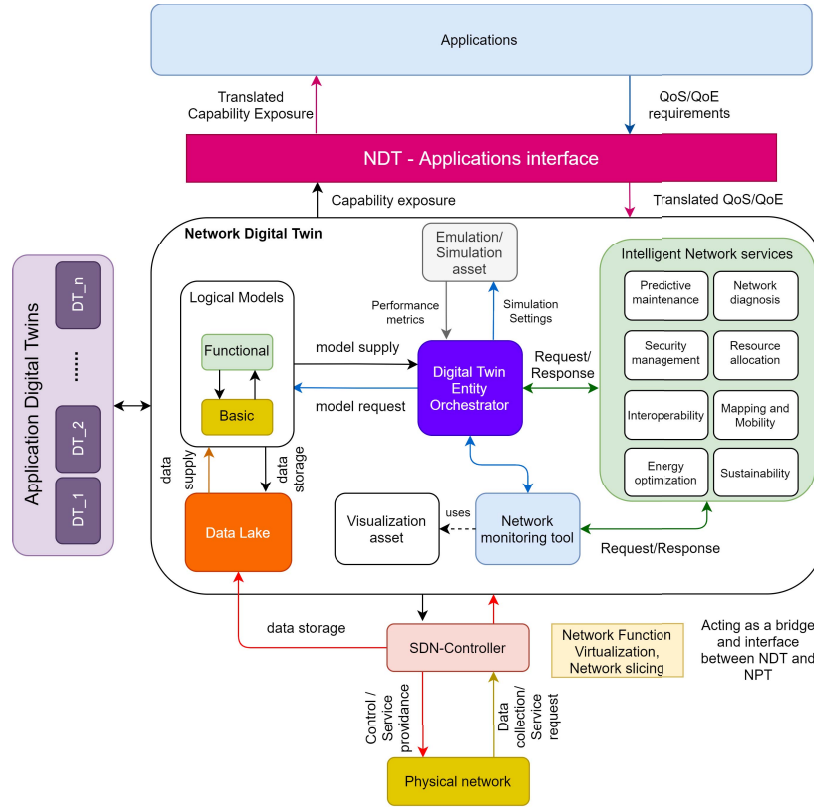 Applications
Translated
Capability Exposure
QoS/QoE
requirements
NDT - Applications interface
Capability exposure
Translated QoS/QoE
Network Digital Twin
Emulation/
Simulation
asset
Intelligent Network services
Predictive
maintenance
Network
diagnosis
Security
management
Resource
allocation
Interoperability
Mapping and
Mobility
Energy
optimization
Sustainability
Application Digital Twins
DT_n
......
DT_2
DT_1
Logical Models
Functional
Basic
Performance
metrics
Simulation
Settings
model supply
model request
Digital Twin
Entity
Orchestrator
Request/
Response
data
supply
data
storage
Data Lake
Visualization
asset
uses
Network
monitoring tool
Request/Response
data storage
SDN-Controller
Network Function
Virtualization,
Network slicing
Acting as a bridge
and interface
between NDT and
NPT
Control /
Service
providance
Data
collection/
Service
request
Physical network